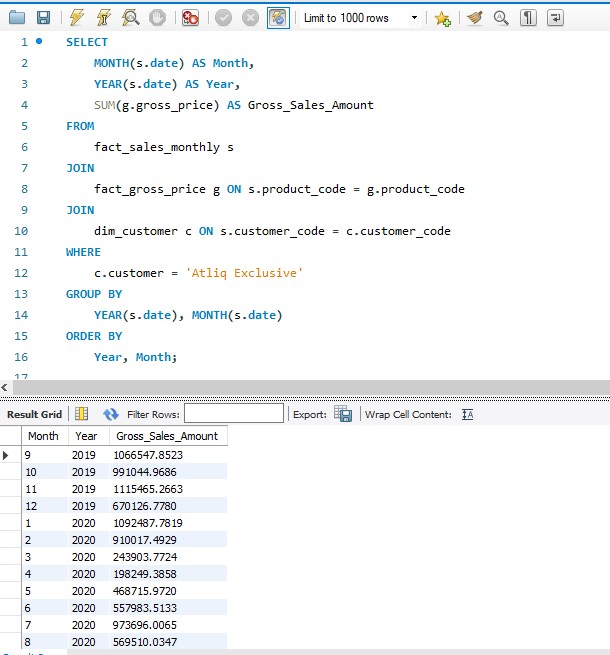 Limit to 1000 rows
1 SELECT
2 MONTH(s.date) AS Month,
3 YEAR(s.date) AS Year,
4 SUM(g.gross_price) AS Gross_Sales_Amount
5 FROM
6 fact_sales_monthly s
7 JOIN
8 fact_gross_price g ON s.product_code = g.product_code
9 JOIN
10 dim_customer c ON s.customer_code = c.customer_code
11 WHERE
12 c.customer = 'Atliq Exclusive'
13 GROUP BY
14 YEAR(s.date), MONTH(s.date)
15 ORDER BY
16 Year, Month;
17
Result Grid Filter Rows: Export: Wrap Cell Content: IA
Month Year Gross_Sales_Amount
9 2019 1066547.8523
10 2019 991044.9686
11 2019 1115465.2663
12 2019 670126.7780
1 2020 1092487.7819
2 2020 910017.4929
3 2020 243903.7724
4 2020 198249.3858
5 2020 468715.9720
6 2020 557983.5133
7 2020 973696.0065
8 2020 569510.0347